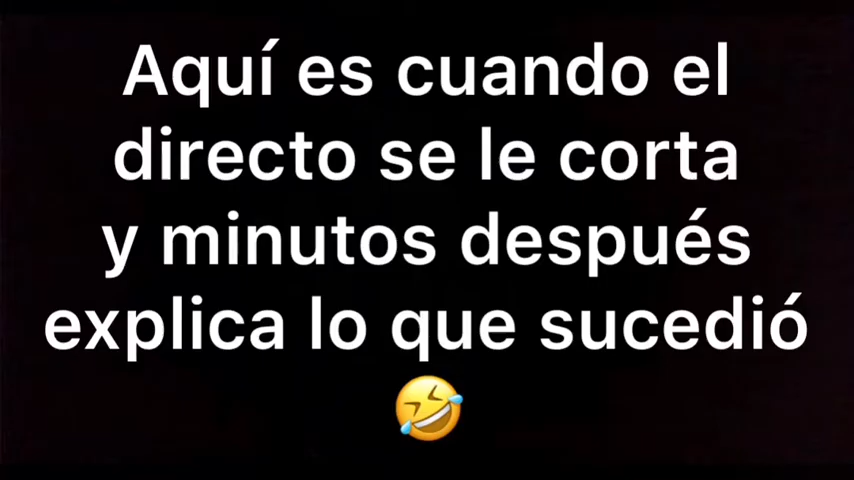 Aquí es cuando el
directo se le corta
y minutos después
explica lo que sucedió
🤣